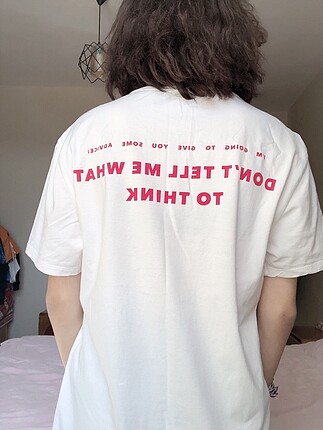 I'M GOING TO GIVE YOU SOME ADVICE!
DON'T TELL ME WHAT
TO THINK